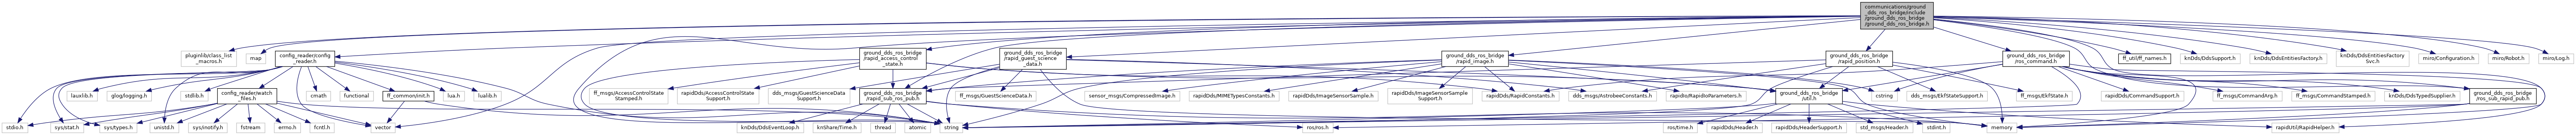 communications/ground
_dds_ros_bridge/include
/ground_dds_ros_bridge
/ground_dds_ros_bridge.h
pluginlib/class_list
_macros.h
map
config_reader/config
_reader.h
ground_dds_ros_bridge
/rapid_access_control
_state.h
ground_dds_ros_bridge
/rapid_guest_science
_data.h
ground_dds_ros_bridge
/rapid_image.h
ground_dds_ros_bridge
/rapid_position.h
ground_dds_ros_bridge
/ros_command.h
ff_util/ff_names.h
knDds/DdsSupport.h
knDds/DdsEntitiesFactory.h
knDds/DdsEntitiesFactory
Svc.h
miro/Configuration.h
miro/Robot.h
miro/Log.h
lauxlib.h
glog/logging.h
stdlib.h
config_reader/watch
_files.h
cmath
functional
ff_common/init.h
lua.h
lualib.h
ff_msgs/AccessControlState
Stamped.h
rapidDds/AccessControlState
Support.h
dds_msgs/GuestScienceData
Support.h
ground_dds_ros_bridge
/rapid_sub_ros_pub.h
ff_msgs/GuestScienceData.h
sensor_msgs/CompressedImage.h
rapidDds/MIMETypesConstants.h
rapidDds/ImageSensorSample.h
rapidDds/ImageSensorSample
Support.h
rapidDds/RapidConstants.h
dds_msgs/AstrobeeConstants.h
rapidIo/RapidIoParameters.h
ground_dds_ros_bridge
/util.h
cstring
dds_msgs/EkfStateSupport.h
ff_msgs/EkfState.h
rapidDds/CommandSupport.h
ff_msgs/CommandArg.h
ff_msgs/CommandStamped.h
knDds/DdsTypedSupplier.h
ground_dds_ros_bridge
/ros_sub_rapid_pub.h
stdio.h
sys/stat.h
sys/types.h
unistd.h
sys/inotify.h
fstream
errno.h
fcntl.h
vector
knDds/DdsEventLoop.h
knShare/Time.h
thread
atomic
string
ros/ros.h
ros/time.h
rapidDds/Header.h
rapidDds/HeaderSupport.h
std_msgs/Header.h
stdint.h
memory
rapidUtil/RapidHelper.h